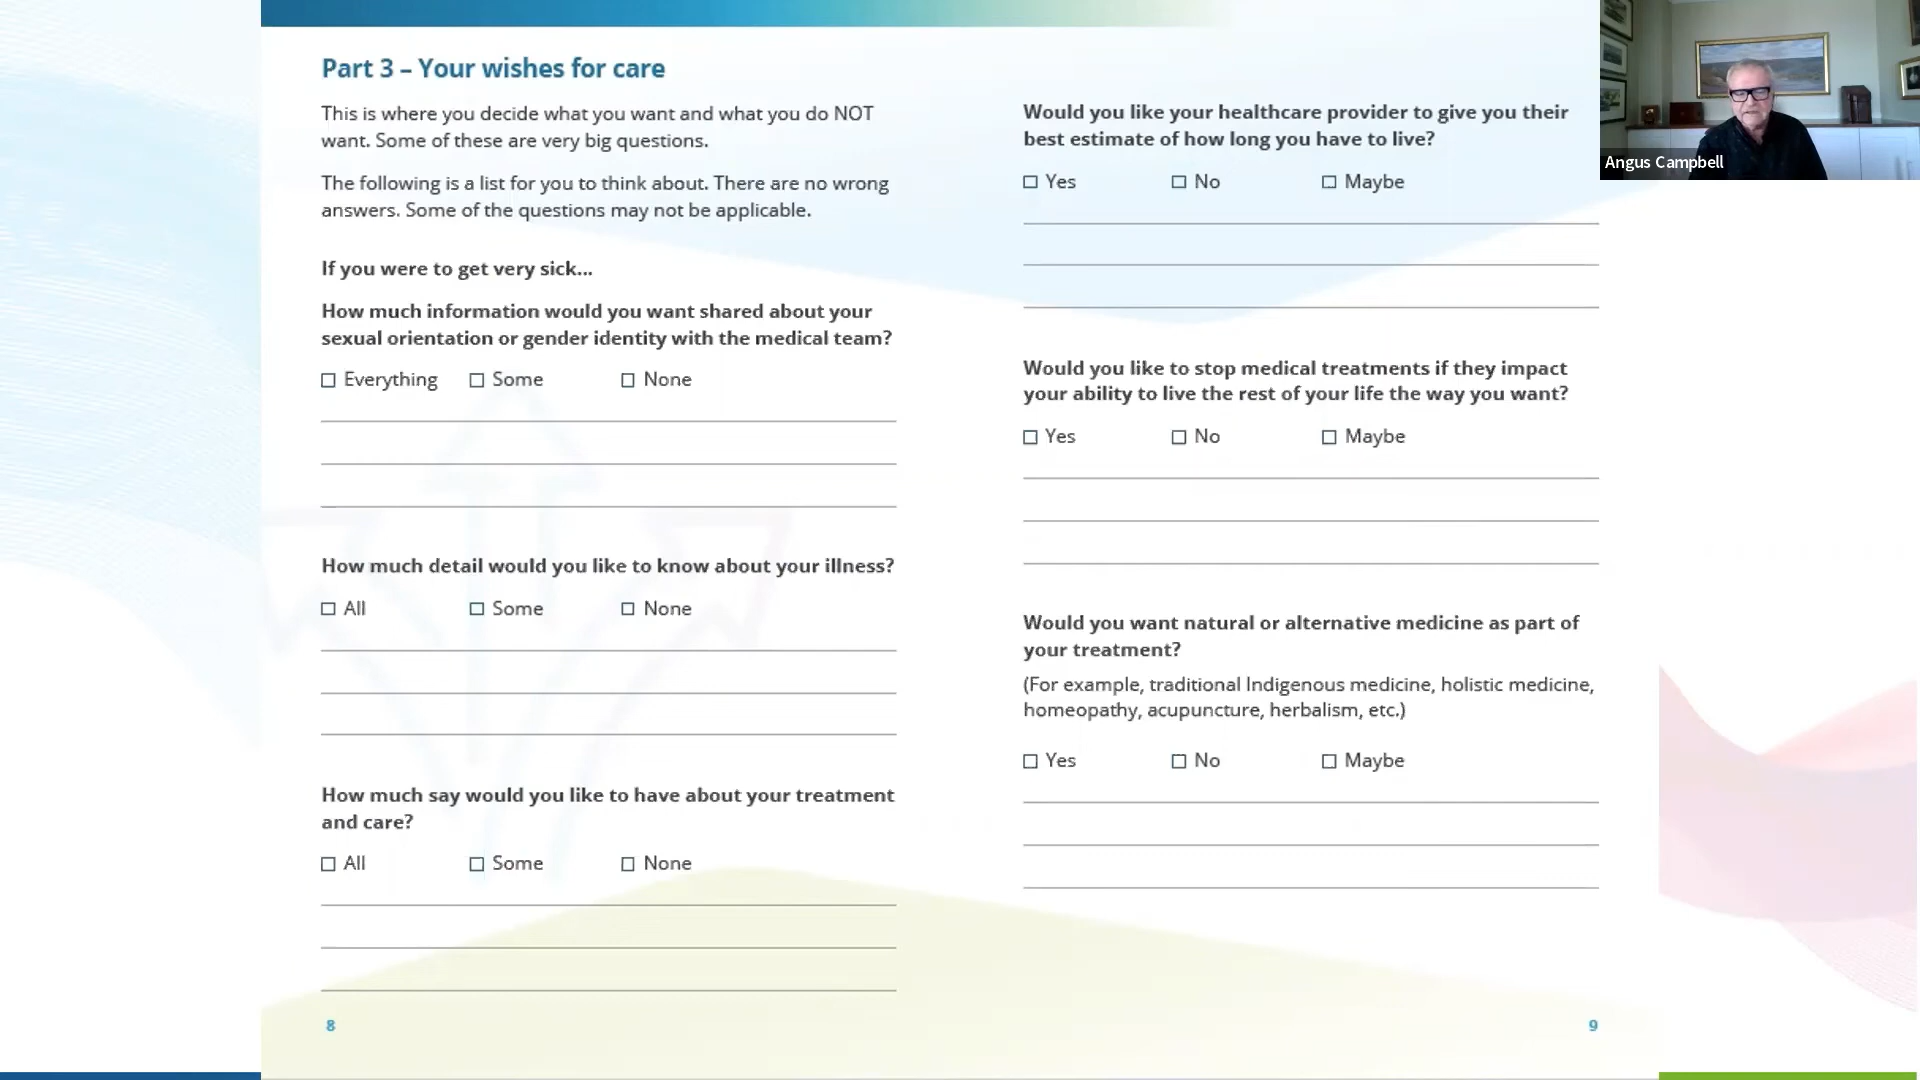 Part 3 – Your wishes for care
This is where you decide what you want and what you do NOT
want. Some of these are very big questions.
The following is a list for you to think about. There are no wrong
answers. Some of the questions may not be applicable.
If you were to get very sick...
How much information would you want shared about your
sexual orientation or gender identity with the medical team?
Everything Some None
How much detail would you like to know about your illness?
All Some None
How much say would you like to have about your treatment
and care?
All Some None
8
Would you like your healthcare provider to give you their
best estimate of how long you have to live?
Yes No Maybe
Would you like to stop medical treatments if they impact
your ability to live the rest of your life the way you want?
Yes No Maybe
Would you want natural or alternative medicine as part of
your treatment?
(For example, traditional Indigenous medicine, holistic medicine,
homeopathy, acupuncture, herbalism, etc.)
Yes No Maybe
9
Angus Campbell